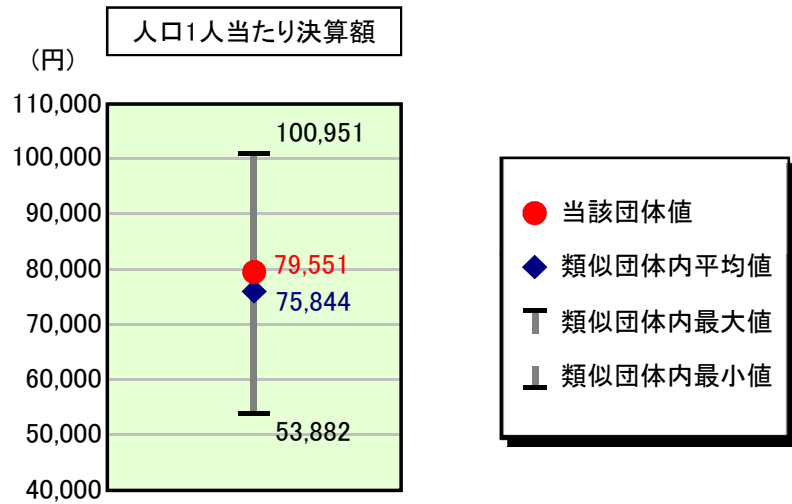 人口1人当たり決算額
(円)
110,000
100,000
90,000
80,000
70,000
60,000
50,000
40,000
100,951
79,551
75,844
53,882
当該団体値
類似団体内平均値
類似団体内最大値
類似団体内最小値